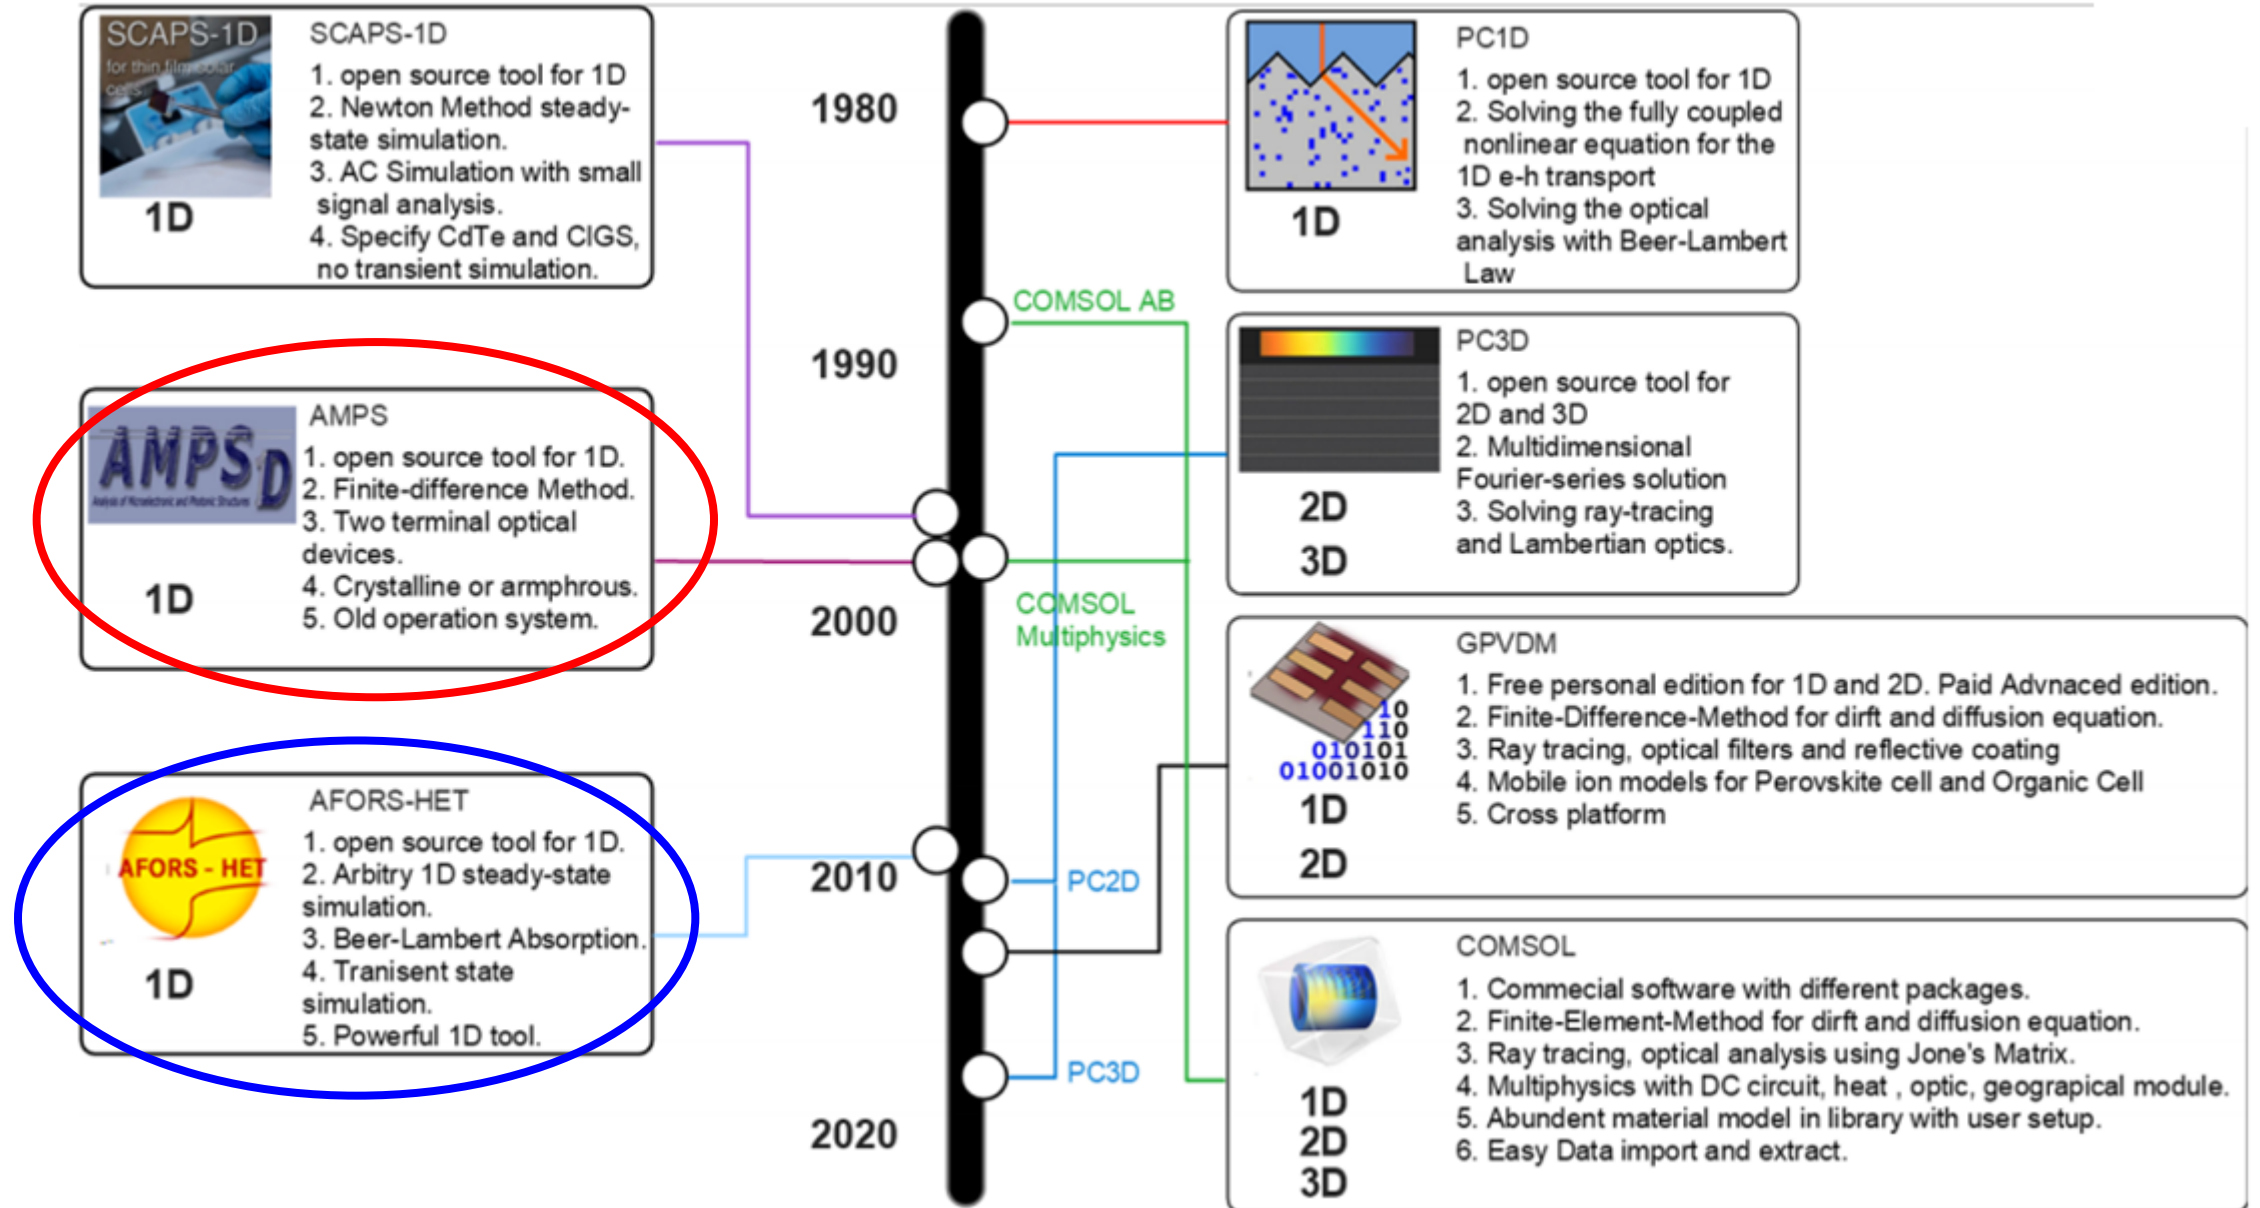 SCAPS-1D
for thin film solar
cells
1D
SCAPS-1D
1. open source tool for 1D
2. Newton Method steady-
state simulation.
3. AC Simulation with small
signal analysis.
4. Specify CdTe and CIGS,
no transient simulation.
AMPS
1D
Analysis of Microelectronic and Photonic Structures
1D
AMPS
1. open source tool for 1D.
2. Finite-difference Method.
3. Two terminal optical
devices.
4. Crystalline or armphrous.
5. Old operation system.
AFORS - HET
1D
AFORS-HET
1. open source tool for 1D.
2. Arbitry 1D steady-state
simulation.
3. Beer-Lambert Absorption.
4. Tranisent state
simulation.
5. Powerful 1D tool.
1980
1990
2000
2010
2020
COMSOL AB
COMSOL
Multiphysics
PC2D
PC3D
1D
PC1D
1. open source tool for 1D
2. Solving the fully coupled
nonlinear equation for the
1D e-h transport
3. Solving the optical
analysis with Beer-Lambert
Law
2D
3D
PC3D
1. open source tool for
2D and 3D
2. Multidimensional
Fourier-series solution
3. Solving ray-tracing
and Lambertian optics.
10
110
010101
01001010
1D
2D
GPVDM
1. Free personal edition for 1D and 2D. Paid Advnaced edition.
2. Finite-Difference-Method for dirft and diffusion equation.
3. Ray tracing, optical filters and reflective coating
4. Mobile ion models for Perovskite cell and Organic Cell
5. Cross platform
1D
2D
3D
COMSOL
1. Commecial software with different packages.
2. Finite-Element-Method for dirft and diffusion equation.
3. Ray tracing, optical analysis using Jone's Matrix.
4. Multiphysics with DC circuit, heat , optic, geograpical module.
5. Abundent material model in library with user setup.
6. Easy Data import and extract.